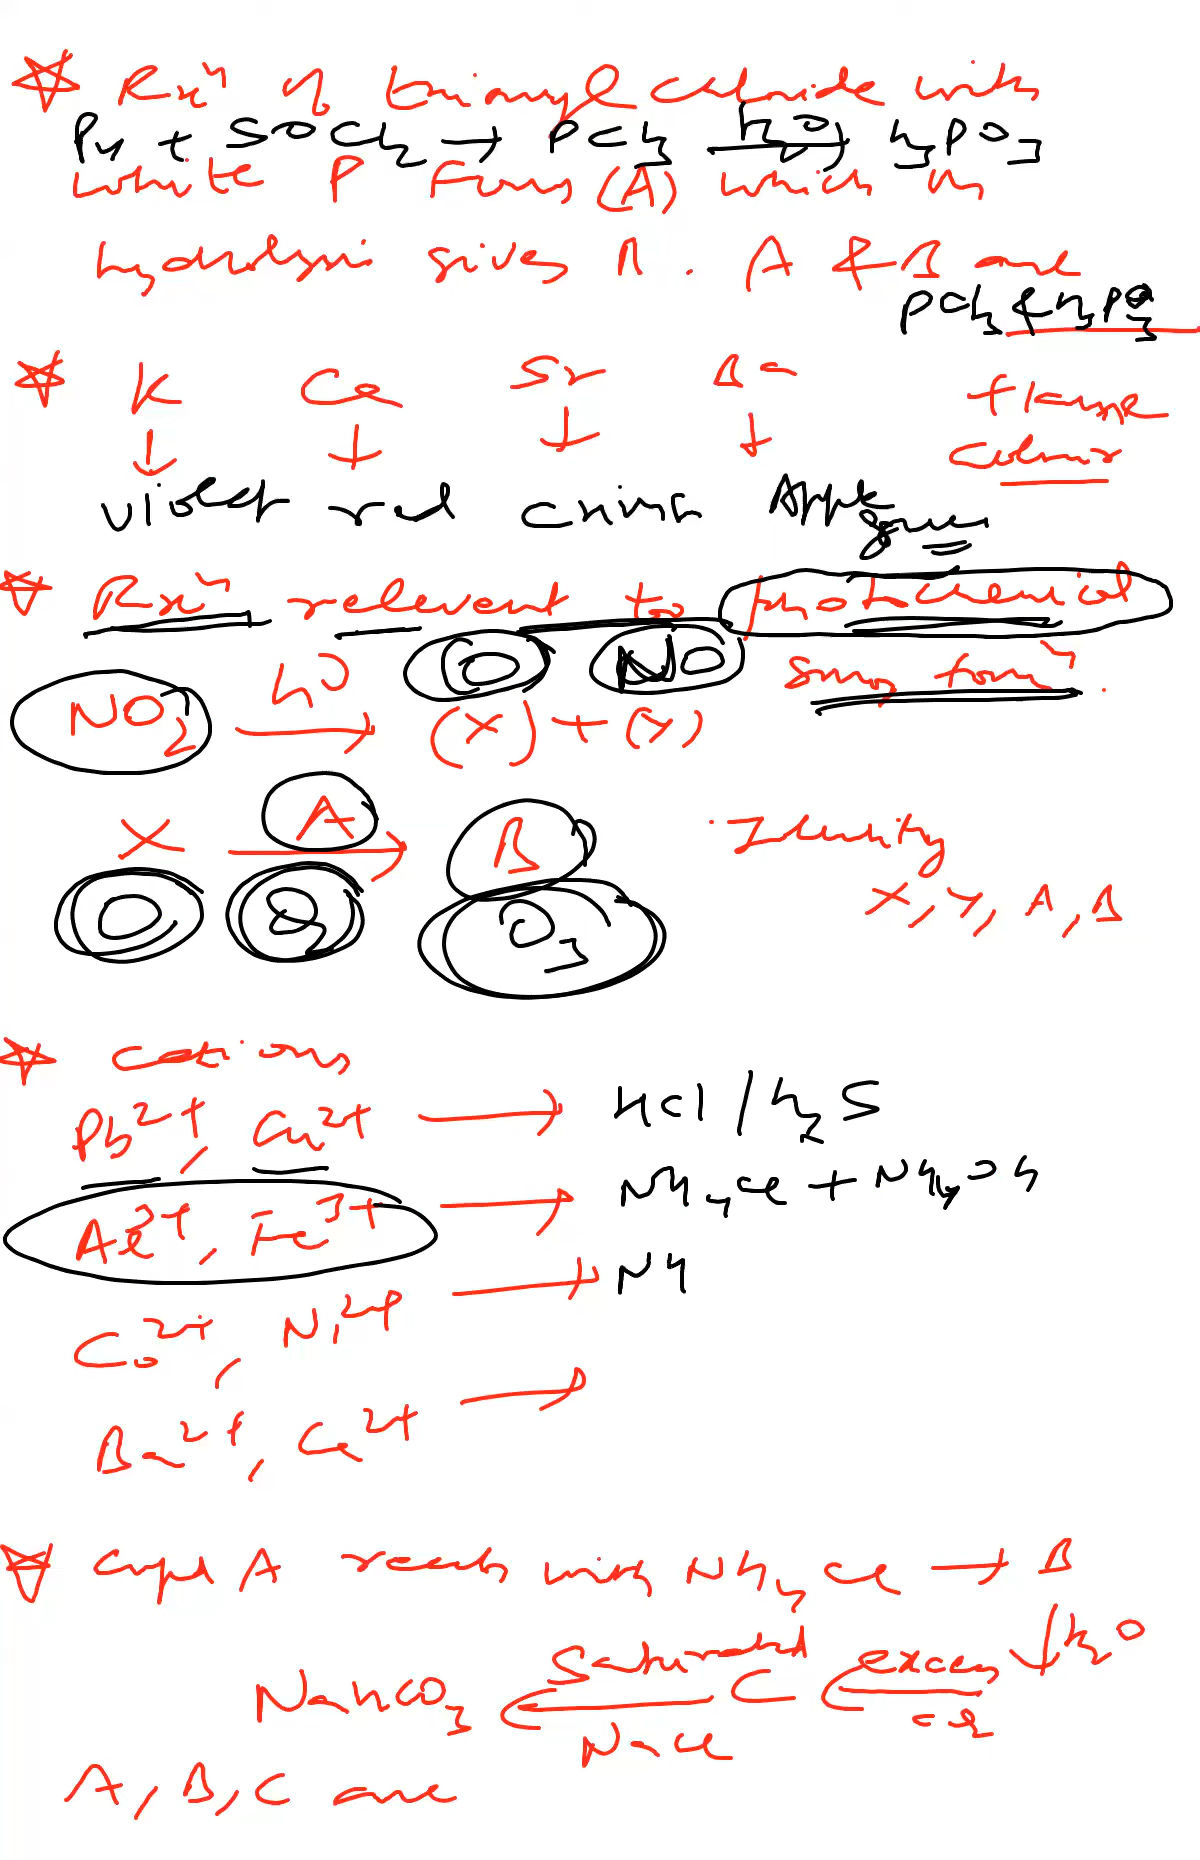 Rxn of thionyl chloride with
P4 + SOCl2 → PCl3 H2O→ H3PO3
white P forms (A) which on
hydrolysis gives B. A & B are
PCl3 & H3PO3
K Ca Sr Ba flame
colour
violet red crimson Apple
green
Rxn relevent to photochemical
smog formn.
O NO
NO2 hν → (X) + (Y)
X A → B Identify
O O2 O3 X, Y, A, B
Cations
Pb2+, Cu2+ → HCl / H2S
Al3+, Fe3+ → NH4Cl + NH4OH
Co2+, Ni2+ → NH
Ba2+, Ca2+ →
Cmpd A reacts with NH4Cl → B
↓ H2O
NaHCO3 ← Saturated NaCl C ← excess CO2
A, B, C are